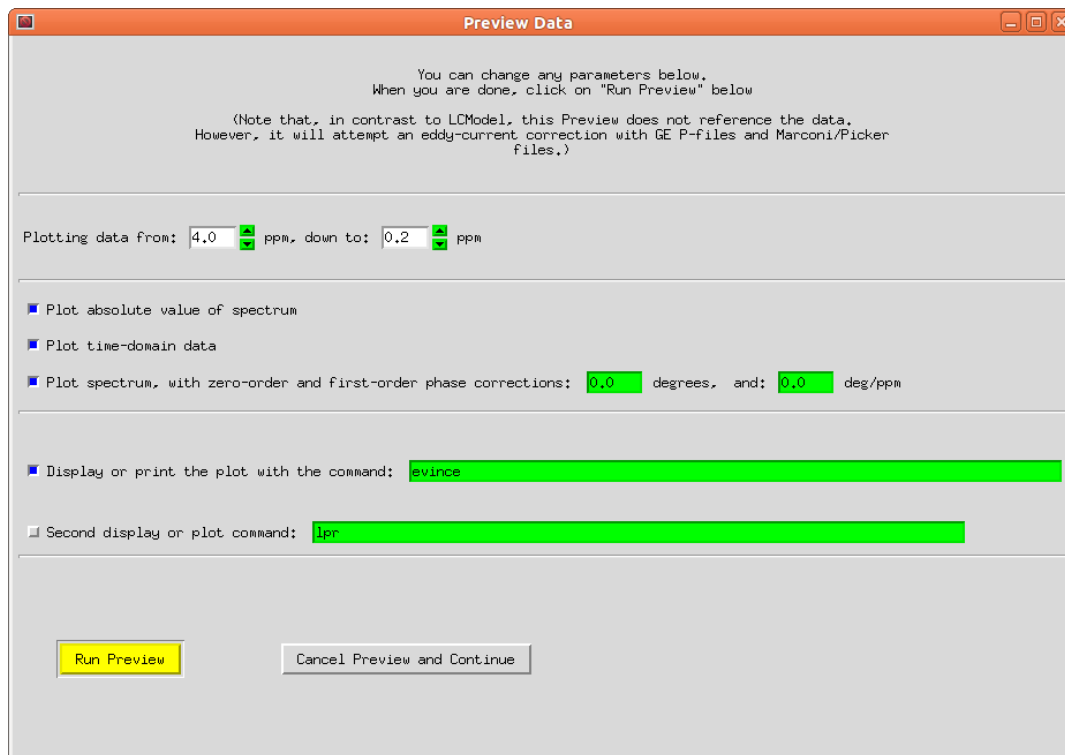 Preview Data
You can change any parameters below.
When you are done, click on "Run Preview" below
(Note that, in contrast to LCModel, this Preview does not reference the data.
However, it will attempt an eddy-current correction with GE P-files and Marconi/Picker
files.)
Plotting data from: 4.0 ppm, down to: 0.2 ppm
Plot absolute value of spectrum
Plot time-domain data
Plot spectrum, with zero-order and first-order phase corrections: 0.0 degrees, and: 0.0 deg/ppm
Display or print the plot with the command: evince
Second display or plot command: lpr
Run Preview Cancel Preview and Continue